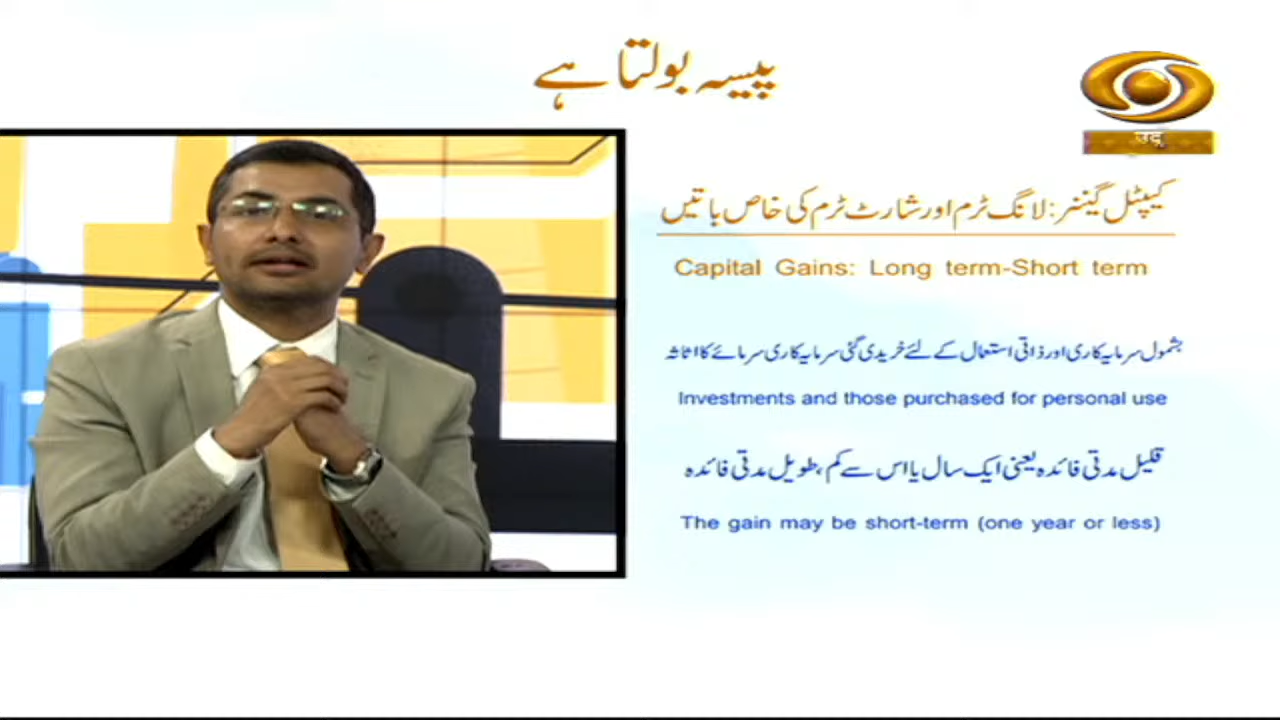 پیسہ بولتا ہے
उर्दू
کیپٹل گینز: لانگ ٹرم اور شارٹ ٹرم کی خاص باتیں
Capital Gains: Long term-Short term
بشمول سرمایہ کاری اور ذاتی استعمال کے لئے خریدی گئی سرمایہ کاری سرمائے کا اثاثہ
Investments and those purchased for personal use
قلیل مدتی فائدہ یعنی ایک سال یا اس سے کم ، طویل مدتی فائدہ
The gain may be short-term (one year or less)